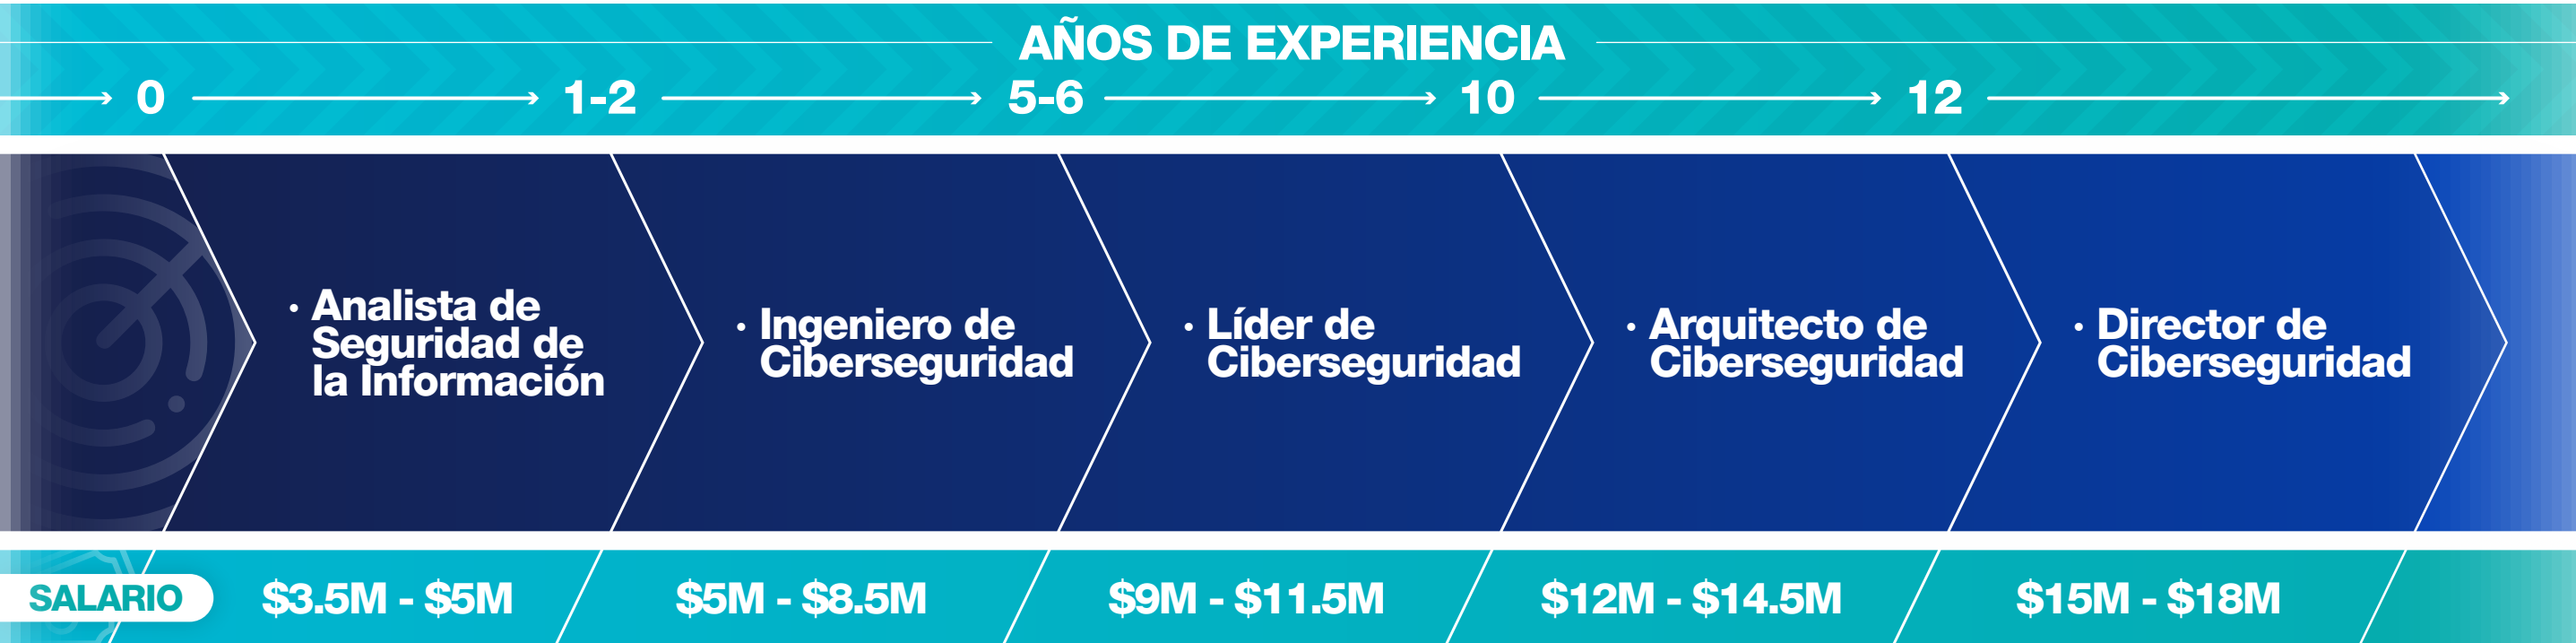 AÑOS DE EXPERIENCIA
0 1-2 5-6 10 12
· Analista de
Seguridad de
la Información
· Ingeniero de
Ciberseguridad
· Líder de
Ciberseguridad
· Arquitecto de
Ciberseguridad
· Director de
Ciberseguridad
SALARIO $3.5M - $5M $5M - $8.5M $9M - $11.5M $12M - $14.5M $15M - $18M